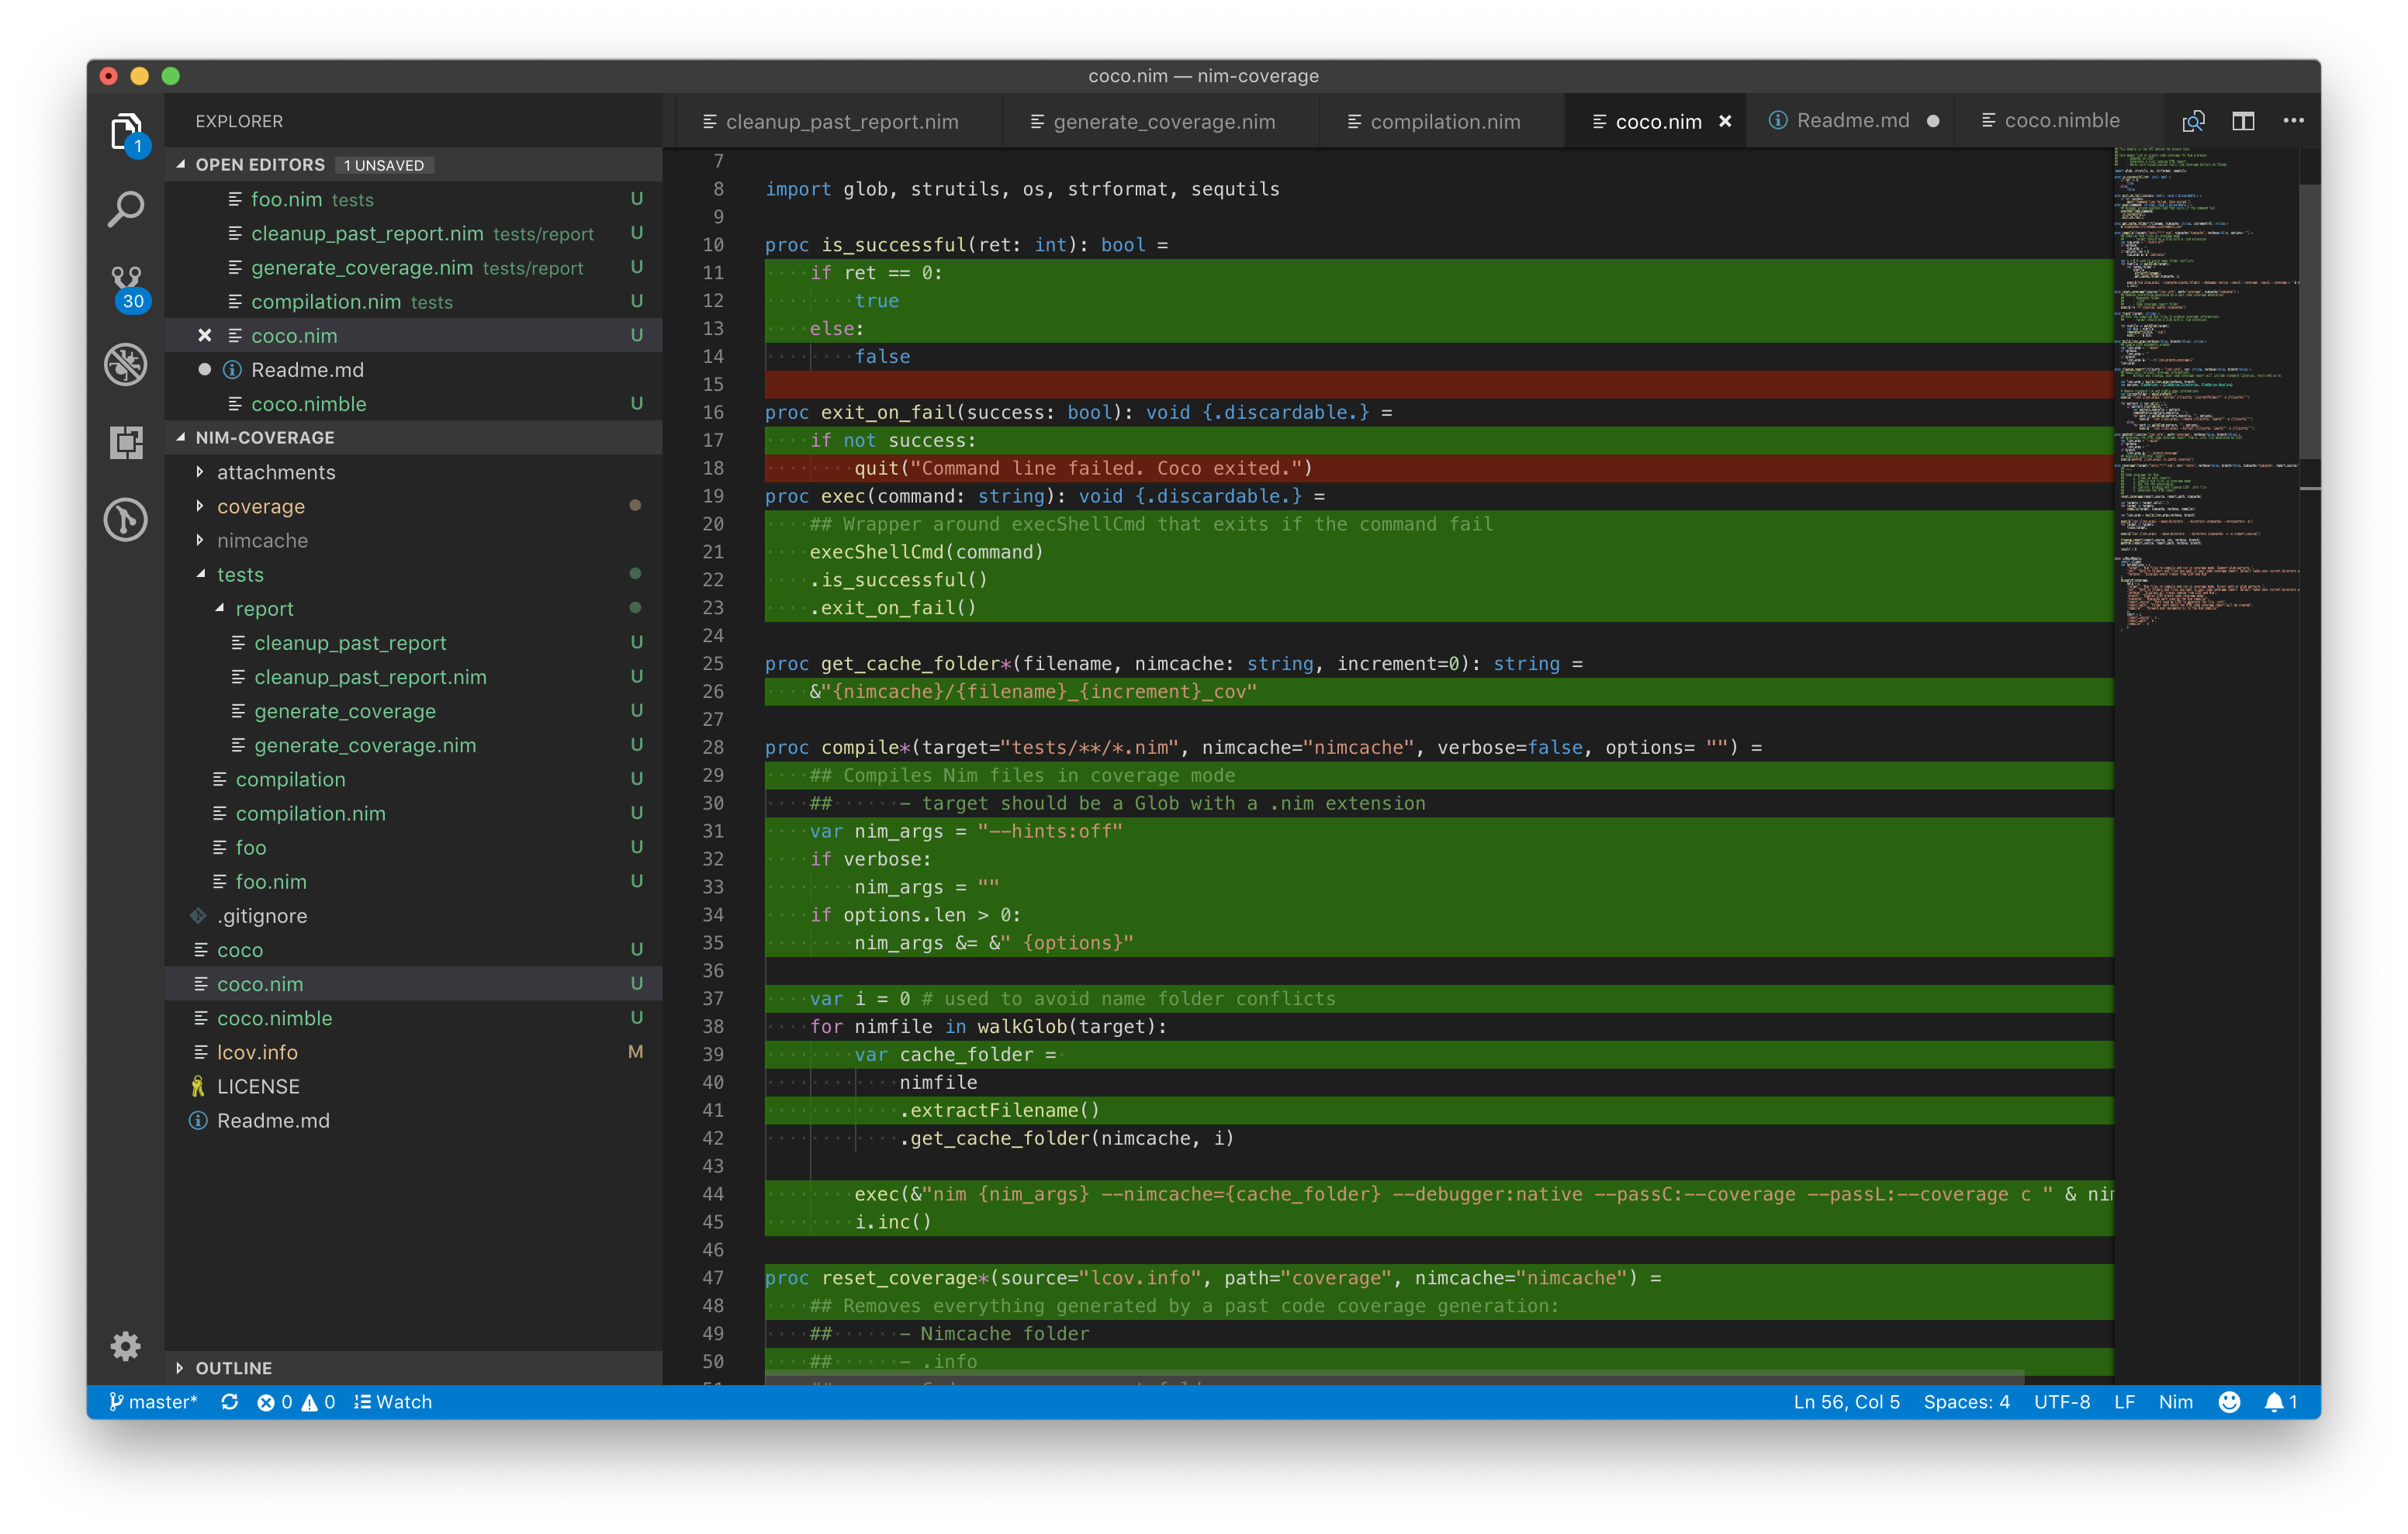 coco.nim — nim-coverage
EXPLORER
OPEN EDITORS 1 UNSAVED
foo.nim tests U
cleanup_past_report.nim tests/report U
generate_coverage.nim tests/report U
compilation.nim tests U
coco.nim U
Readme.md
coco.nimble U
NIM-COVERAGE
attachments
coverage
nimcache
tests
report
cleanup_past_report U
cleanup_past_report.nim U
generate_coverage U
generate_coverage.nim U
compilation U
compilation.nim U
foo U
foo.nim U
.gitignore
coco U
coco.nim U
coco.nimble U
lcov.info M
LICENSE
Readme.md
OUTLINE
1
30
cleanup_past_report.nim generate_coverage.nim compilation.nim coco.nim Readme.md coco.nimble
7
8 import glob, strutils, os, strformat, sequtils
9
10 proc is_successful(ret: int): bool =
11 if ret == 0:
12 true
13 else:
14 false
15
16 proc exit_on_fail(success: bool): void {.discardable.} =
17 if not success:
18 quit("Command line failed. Coco exited.")
19 proc exec(command: string): void {.discardable.} =
20 ## Wrapper around execShellCmd that exits if the command fail
21 execShellCmd(command)
22 .is_successful()
23 .exit_on_fail()
24
25 proc get_cache_folder*(filename, nimcache: string, increment=0): string =
26 &"{nimcache}/{filename}_{increment}_cov"
27
28 proc compile*(target="tests/**/*.nim", nimcache="nimcache", verbose=false, options= "") =
29 ## Compiles Nim files in coverage mode
30 ## - target should be a Glob with a .nim extension
31 var nim_args = "--hints:off"
32 if verbose:
33 nim_args = ""
34 if options.len > 0:
35 nim_args &= &" {options}"
36
37 var i = 0 # used to avoid name folder conflicts
38 for nimfile in walkGlob(target):
39 var cache_folder =
40 nimfile
41 .extractFilename()
42 .get_cache_folder(nimcache, i)
43
44 exec(&"nim {nim_args} --nimcache={cache_folder} --debugger:native --passC:--coverage --passL:--coverage c " & nim
45 i.inc()
46
47 proc reset_coverage*(source="lcov.info", path="coverage", nimcache="nimcache") =
48 ## Removes everything generated by a past code coverage generation:
49 ## - Nimcache folder
50 ## - .info
master* 0 0 Watch Ln 56, Col 5 Spaces: 4 UTF-8 LF Nim 1